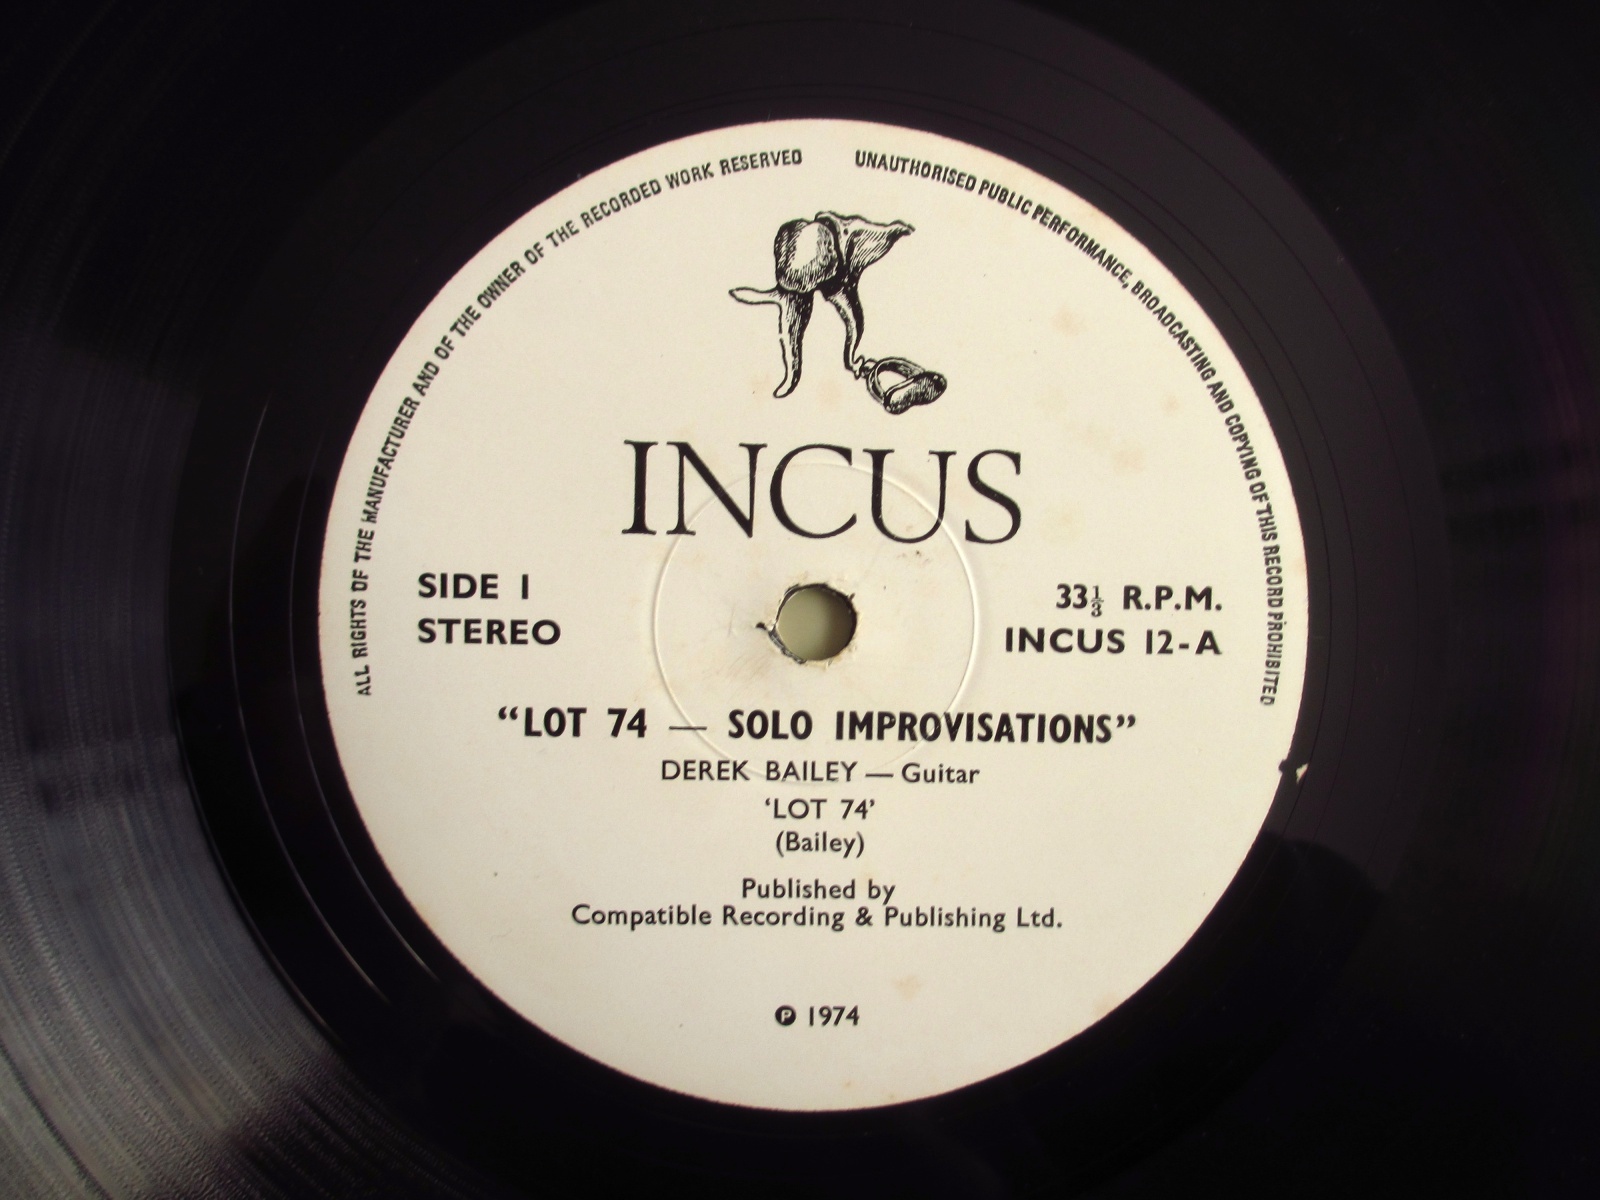 ALL RIGHTS OF THE MANUFACTURER AND OF THE OWNER OF THE RECORDED WORK RESERVED
UNAUTHORISED PUBLIC PERFORMANCE, BROADCASTING AND COPYING OF THIS RECORD PROHIBITED
INCUS
SIDE 1
STEREO
33⅓ R.P.M.
INCUS 12-A
“LOT 74 — SOLO IMPROVISATIONS”
DEREK BAILEY — Guitar
‘LOT 74’
(Bailey)
Published by
Compatible Recording & Publishing Ltd.
℗ 1974